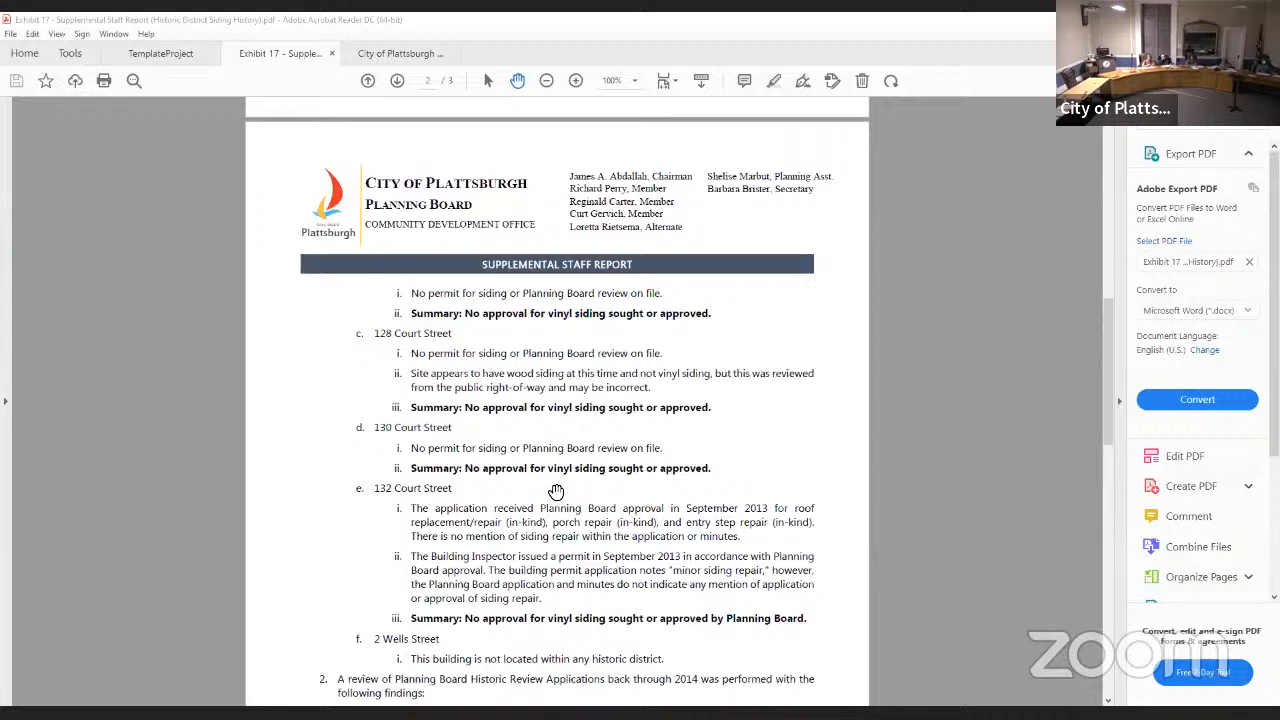 Exhibit 17 - Supplemental Staff Report (Historic District Siding History).pdf - Adobe Acrobat Reader DC (64-bit)
File Edit View Sign Window Help
Home Tools TemplateProject Exhibit 17 - Supple... × City of Plattsburgh ...
2 / 3 100%
City of Platts...
CITY OF PLATTSBURGH
PLANNING BOARD
COMMUNITY DEVELOPMENT OFFICE
Plattsburgh
James A. Abdallah, Chairman
Richard Perry, Member
Reginald Carter, Member
Curt Gervich, Member
Loretta Rietsema, Alternate
Shelise Marbut, Planning Asst.
Barbara Brister, Secretary
SUPPLEMENTAL STAFF REPORT
i. No permit for siding or Planning Board review on file.
ii. Summary: No approval for vinyl siding sought or approved.
c. 128 Court Street
i. No permit for siding or Planning Board review on file.
ii. Site appears to have wood siding at this time and not vinyl siding, but this was reviewed
from the public right-of-way and may be incorrect.
iii. Summary: No approval for vinyl siding sought or approved.
d. 130 Court Street
i. No permit for siding or Planning Board review on file.
ii. Summary: No approval for vinyl siding sought or approved.
e. 132 Court Street
i. The application received Planning Board approval in September 2013 for roof
replacement/repair (in-kind), porch repair (in-kind), and entry step repair (in-kind).
There is no mention of siding repair within the application or minutes.
ii. The Building Inspector issued a permit in September 2013 in accordance with Planning
Board approval. The building permit application notes "minor siding repair," however,
the Planning Board application and minutes do not indicate any mention of application
or approval of siding repair.
iii. Summary: No approval for vinyl siding sought or approved by Planning Board.
f. 2 Wells Street
i. This building is not located within any historic district.
2. A review of Planning Board Historic Review Applications back through 2014 was performed with the
following findings:
Export PDF
Adobe Export PDF
Convert PDF Files to Word
or Excel Online
Select PDF File
Exhibit 17 ...History).pdf
Convert to
Microsoft Word (*.docx)
Document Language:
English (U.S.) Change
Convert
Edit PDF
Create PDF
Comment
Combine Files
Organize Pages
Convert, edit and e-sign PDF
forms & agreements
Free 7-Day Trial
zoom